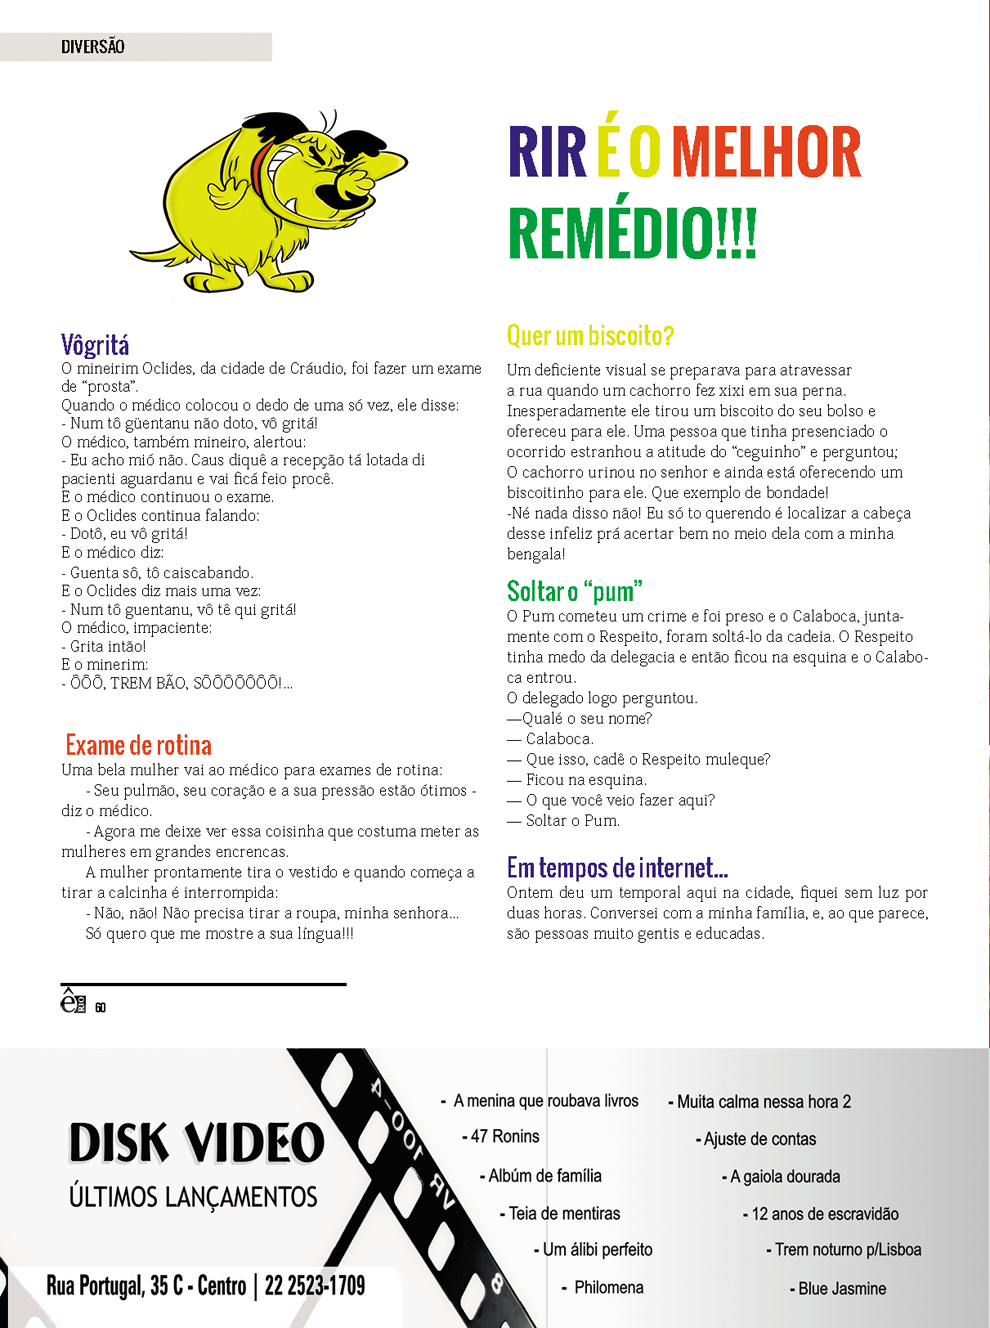 DIVERSÃO
RIR É O MELHOR
REMÉDIO!!!
Vôgritá
O mineirim Oclides, da cidade de Cráudio, foi fazer um exame
de “prosta”.
Quando o médico colocou o dedo de uma só vez, ele disse:
- Num tô güentanu não doto, vô gritá!
O médico, também mineiro, alertou:
- Eu acho mió não. Caus diquê a recepção tá lotada di
pacienti aguardanu e vai ficá feio procê.
E o médico continuou o exame.
E o Oclides continua falando:
- Dotô, eu vô gritá!
E o médico diz:
- Guenta sô, tô caiscabando.
E o Oclides diz mais uma vez:
- Num tô guentanu, vô tê qui gritá!
O médico, impaciente:
- Grita intão!
E o minerim:
- ÔÔÔ, TREM BÃO, SÔÔÔÔÔÔÔ!...
Exame de rotina
Uma bela mulher vai ao médico para exames de rotina:
- Seu pulmão, seu coração e a sua pressão estão ótimos -
diz o médico.
- Agora me deixe ver essa coisinha que costuma meter as
mulheres em grandes encrencas.
A mulher prontamente tira o vestido e quando começa a
tirar a calcinha é interrompida:
- Não, não! Não precisa tirar a roupa, minha senhora...
Só quero que me mostre a sua língua!!!
Quer um biscoito?
Um deficiente visual se preparava para atravessar
a rua quando um cachorro fez xixi em sua perna.
Inesperadamente ele tirou um biscoito do seu bolso e
ofereceu para ele. Uma pessoa que tinha presenciado o
ocorrido estranhou a atitude do “ceguinho” e perguntou;
O cachorro urinou no senhor e ainda está oferecendo um
biscoitinho para ele. Que exemplo de bondade!
-Né nada disso não! Eu só to querendo é localizar a cabeça
desse infeliz prá acertar bem no meio dela com a minha
bengala!
Soltar o “pum”
O Pum cometeu um crime e foi preso e o Calaboca, junta-
mente com o Respeito, foram soltá-lo da cadeia. O Respeito
tinha medo da delegacia e então ficou na esquina e o Calabo-
ca entrou.
O delegado logo perguntou.
—Qualé o seu nome?
— Calaboca.
— Que isso, cadê o Respeito muleque?
— Ficou na esquina.
— O que você veio fazer aqui?
— Soltar o Pum.
Em tempos de internet...
Ontem deu um temporal aqui na cidade, fiquei sem luz por
duas horas. Conversei com a minha família, e, ao que parece,
são pessoas muito gentis e educadas.
ê RIO 60
DISK VIDEO
ÚLTIMOS LANÇAMENTOS
Rua Portugal, 35 C - Centro | 22 2523-1709
4 - 100 VR
8
- A menina que roubava livros
- 47 Ronins
- Albúm de família
- Teia de mentiras
- Um álibi perfeito
- Philomena
- Muita calma nessa hora 2
- Ajuste de contas
- A gaiola dourada
- 12 anos de escravidão
- Trem noturno p/Lisboa
- Blue Jasmine